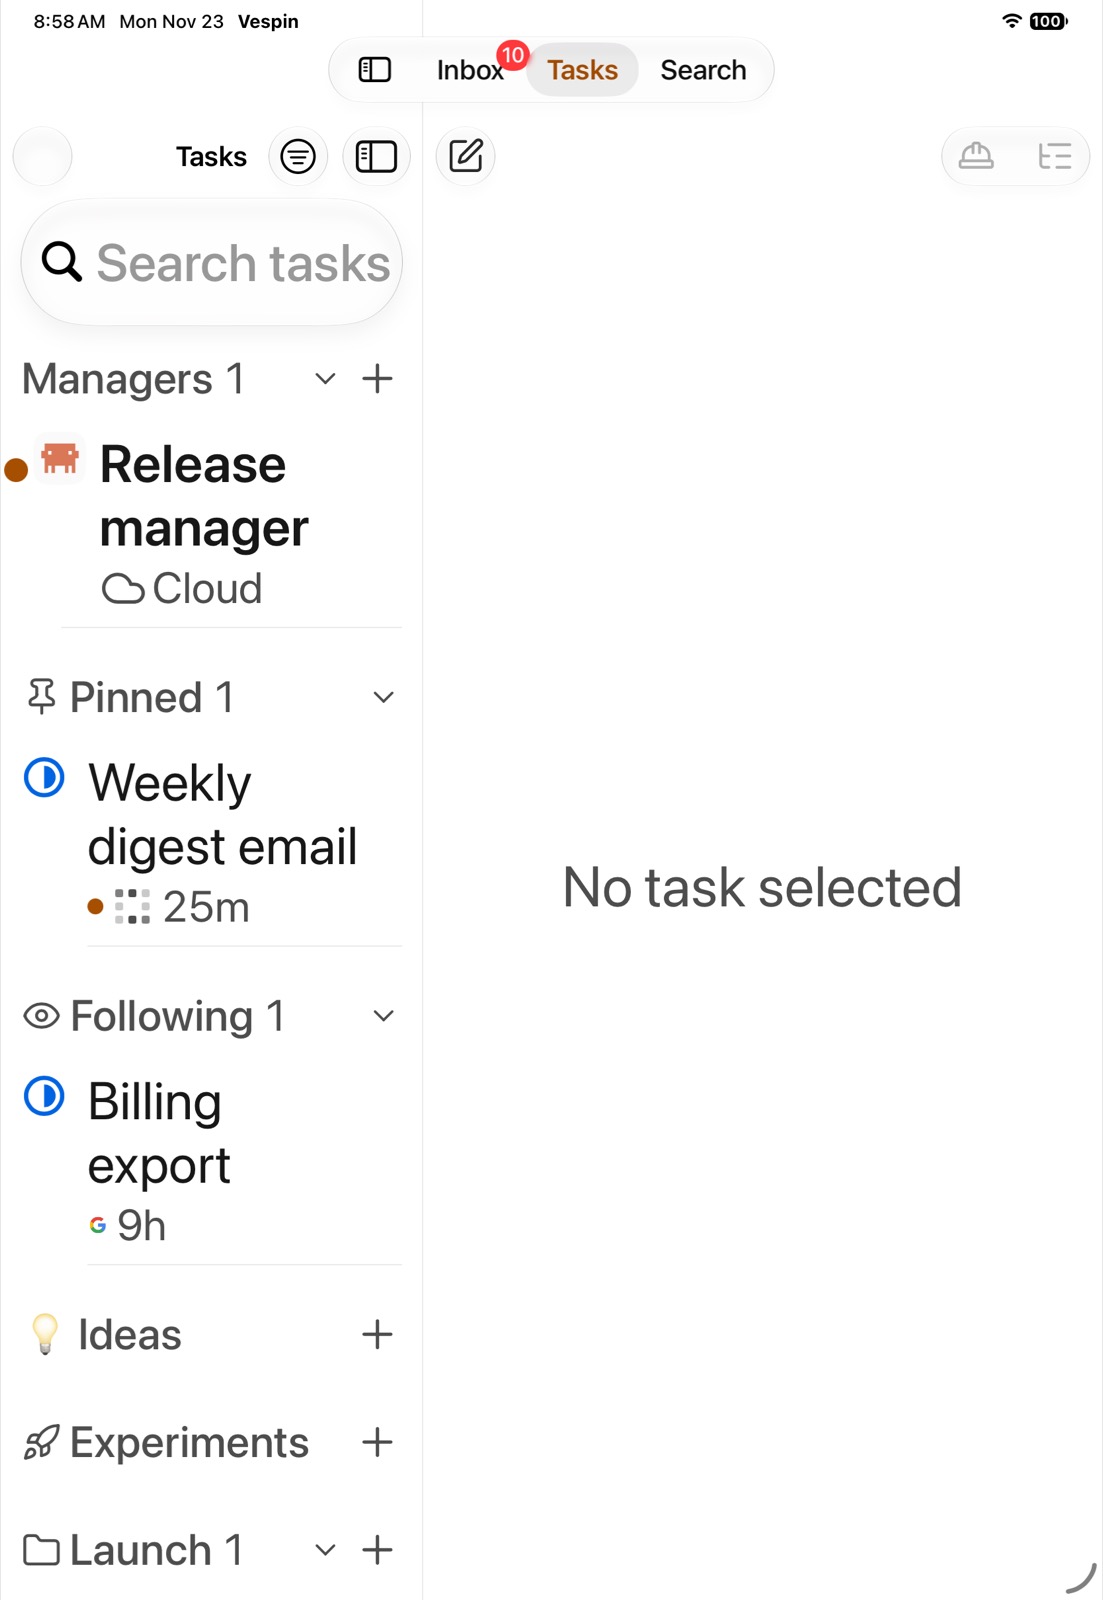 8:58 AM Mon Nov 23 Vespin
100
Inbox 10 Tasks Search
Tasks
Search tasks
Managers 1
Release
manager
Cloud
Pinned 1
Weekly
digest email
25m
Following 1
Billing
export
9h
Ideas
Experiments
Launch 1
No task selected